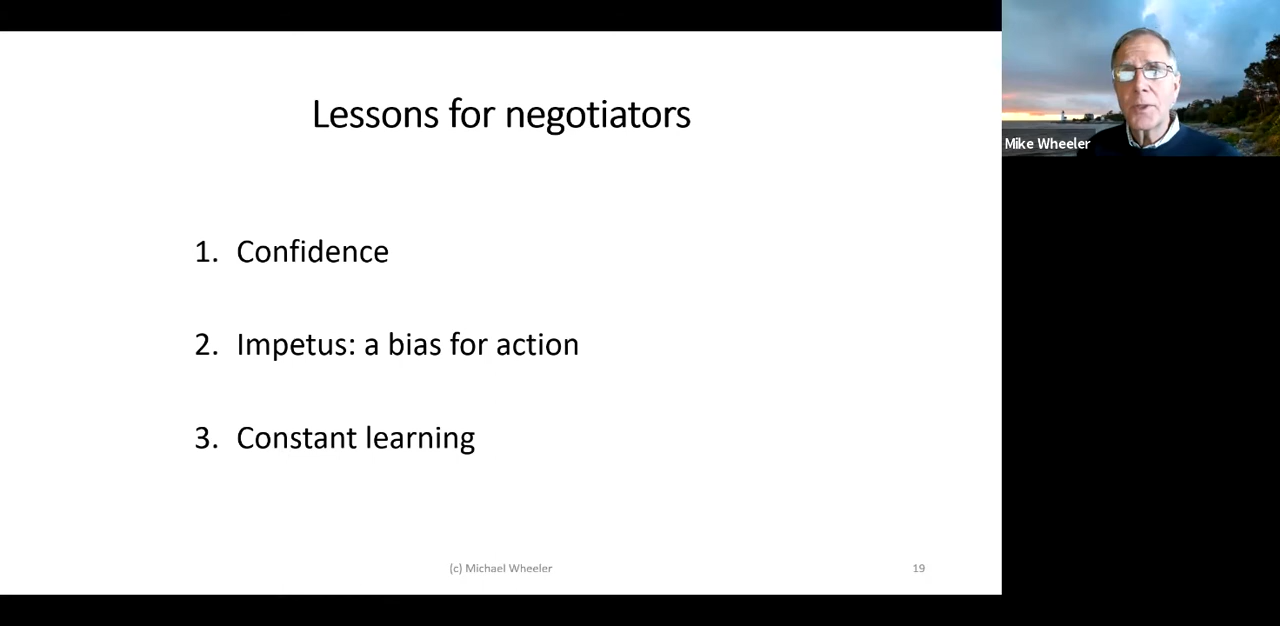 Lessons for negotiators
1. Confidence
2. Impetus: a bias for action
3. Constant learning
(c) Michael Wheeler
19
Mike Wheeler